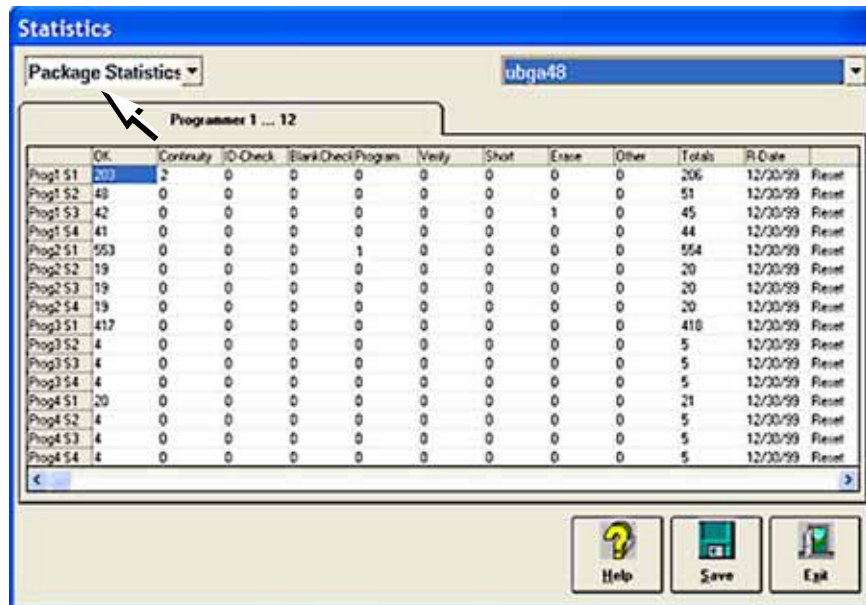 Statistics
Package Statistics ubga48
Programmer 1 ... 12
OK Continuity ID-Check BlankCheck Program Verify Short Erase Other Totals R-Date
Prog1 S1 203 2 0 0 0 0 0 0 0 206 12/30/99 Reset
Prog1 S2 48 0 0 0 0 0 0 0 0 51 12/30/99 Reset
Prog1 S3 42 0 0 0 0 0 0 1 0 45 12/30/99 Reset
Prog1 S4 41 0 0 0 0 0 0 0 0 44 12/30/99 Reset
Prog2 S1 553 0 0 0 1 0 0 0 0 554 12/30/99 Reset
Prog2 S2 19 0 0 0 0 0 0 0 0 20 12/30/99 Reset
Prog2 S3 19 0 0 0 0 0 0 0 0 20 12/30/99 Reset
Prog2 S4 19 0 0 0 0 0 0 0 0 20 12/30/99 Reset
Prog3 S1 417 0 0 0 0 0 0 0 0 418 12/30/99 Reset
Prog3 S2 4 0 0 0 0 0 0 0 0 5 12/30/99 Reset
Prog3 S3 4 0 0 0 0 0 0 0 0 5 12/30/99 Reset
Prog3 S4 4 0 0 0 0 0 0 0 0 5 12/30/99 Reset
Prog4 S1 20 0 0 0 0 0 0 0 0 21 12/30/99 Reset
Prog4 S2 4 0 0 0 0 0 0 0 0 5 12/30/99 Reset
Prog4 S3 4 0 0 0 0 0 0 0 0 5 12/30/99 Reset
Prog4 S4 4 0 0 0 0 0 0 0 0 5 12/30/99 Reset
Help Save Exit